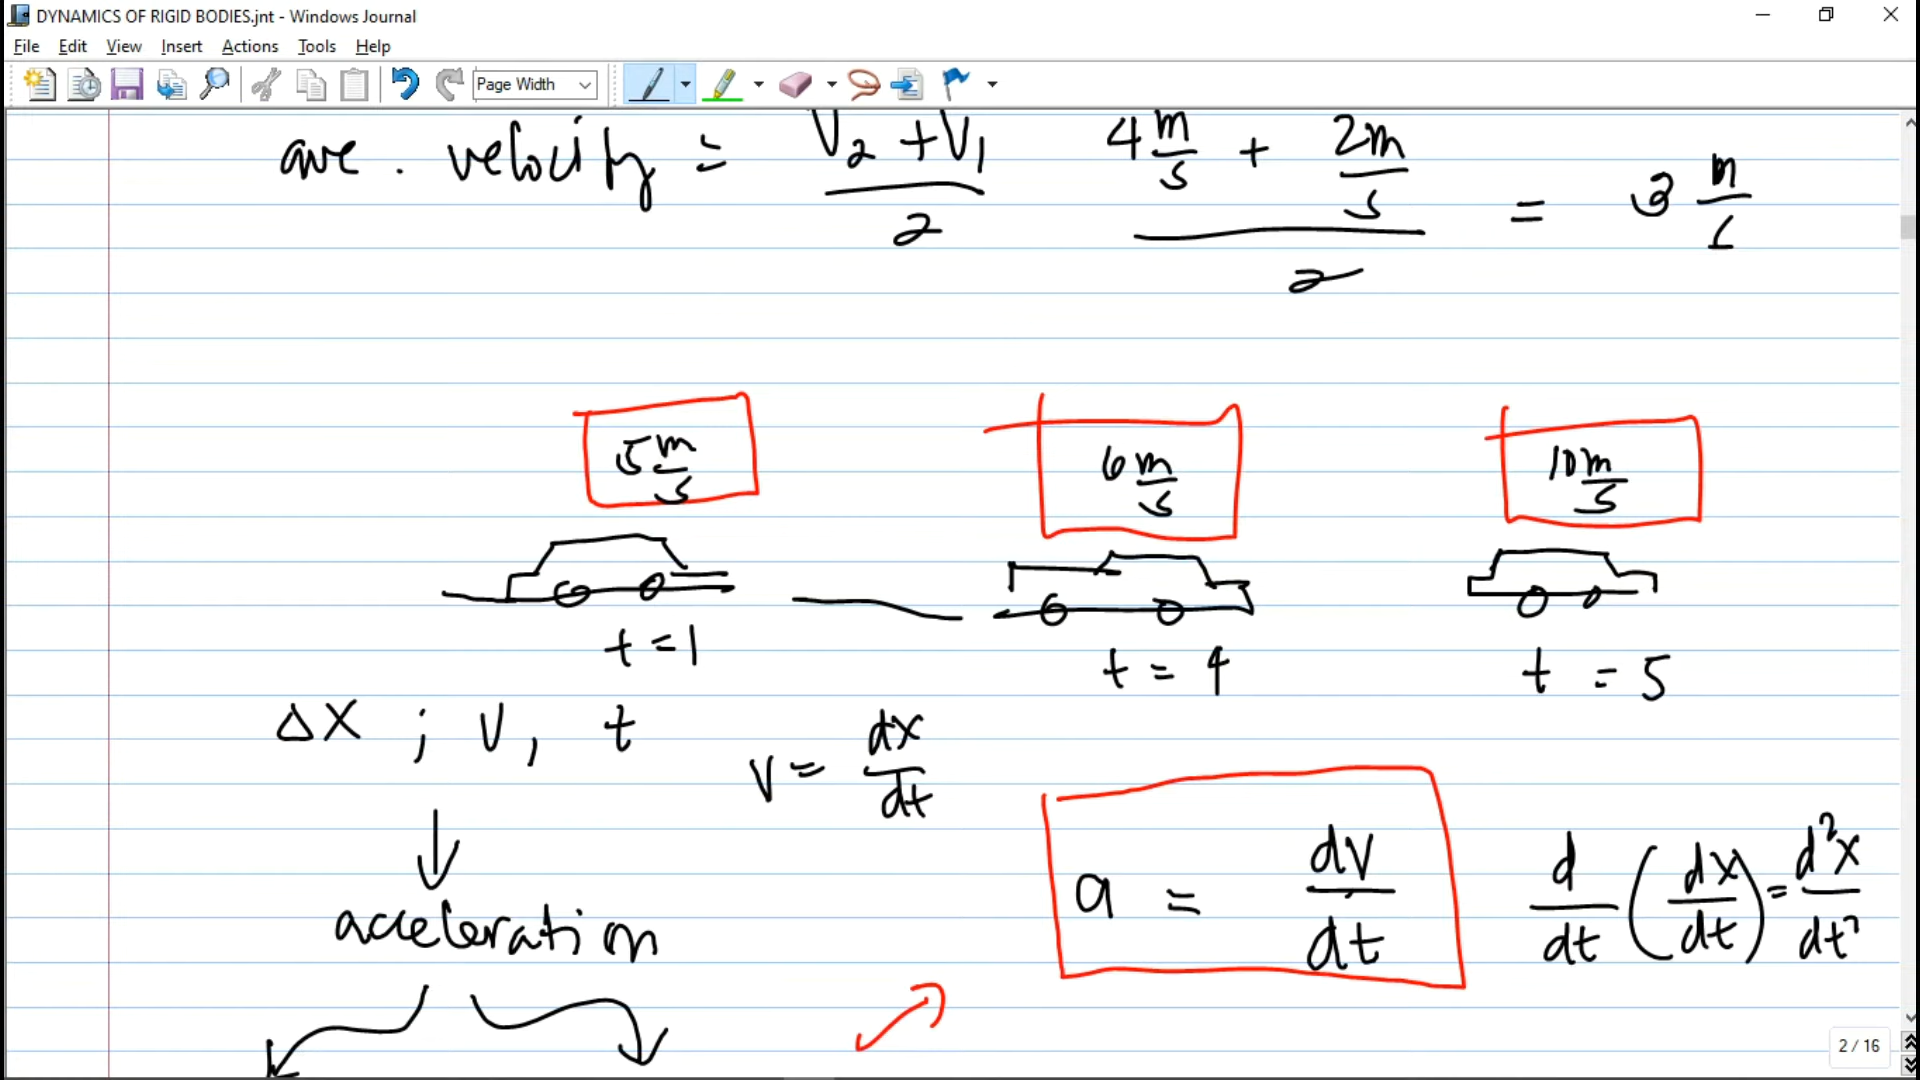 DYNAMICS OF RIGID BODIES.jnt - Windows Journal
File Edit View Insert Actions Tools Help
Page Width
ave. velocity = (V₂ + V₁)/2 (4 m/s + 2m/s)/2 = 3 m/s
5 m/s 6 m/s 10 m/s
t = 1 t = 4 t = 5
ΔX ; V, t
V = dx/dt
a = dV/dt d/dt (dx/dt) = d²x/dt²
acceleration
2 / 16